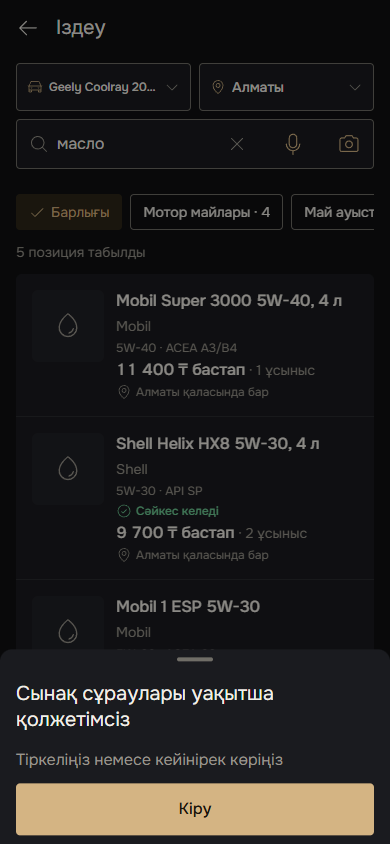 Іздеу
Geely Coolray 20...
Алматы
масло
Барлығы
Мотор майлары · 4
Май ауыст
5 позиция табылды
Mobil Super 3000 5W-40, 4 л
Mobil
5W-40 · ACEA A3/B4
11 400 ₸ бастап · 1 ұсыныс
Алматы қаласында бар
Shell Helix HX8 5W-30, 4 л
Shell
5W-30 · API SP
Сәйкес келеді
9 700 ₸ бастап · 2 ұсыныс
Алматы қаласында бар
Mobil 1 ESP 5W-30
Mobil
Сынақ сұраулары уақытша
қолжетімсіз
Тіркеліңіз немесе кейінірек көріңіз
Кіру